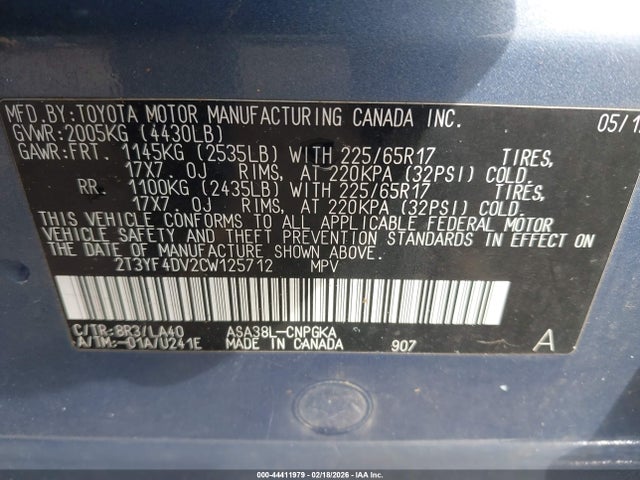 MFD.BY:TOYOTA MOTOR MANUFACTURING CANADA INC. 05/1
GVWR:2005KG (4430LB)
GAWR:FRT. 1145KG (2535LB) WITH 225/65R17 TIRES,
17X7.0J RIMS, AT 220KPA (32PSI) COLD.
RR. 1100KG (2435LB) WITH 225/65R17 TIRES,
17X7.0J RIMS, AT 220KPA (32PSI) COLD.
THIS VEHICLE CONFORMS TO ALL APPLICABLE FEDERAL MOTOR
VEHICLE SAFETY AND THEFT PREVENTION STANDARDS IN EFFECT ON
THE DATE OF MANUFACTURE SHOWN ABOVE.
2T3YF4DV2CW125712 MPV
C/TR:8R3/LA40 ASA38L-CNPGKA
A/TM:-01A/U241E MADE IN CANADA 907 A
000-44411979 - 02/18/2026 - IAA Inc.